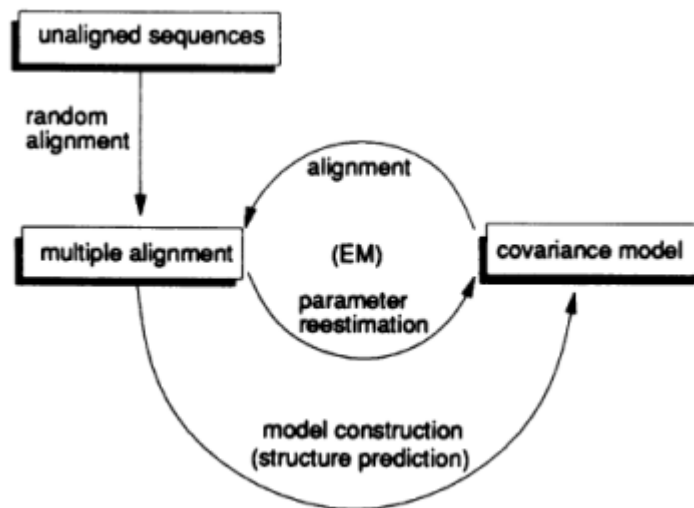 unaligned sequences
random
alignment
alignment
multiple alignment
(EM)
covariance model
parameter
reestimation
model construction
(structure prediction)